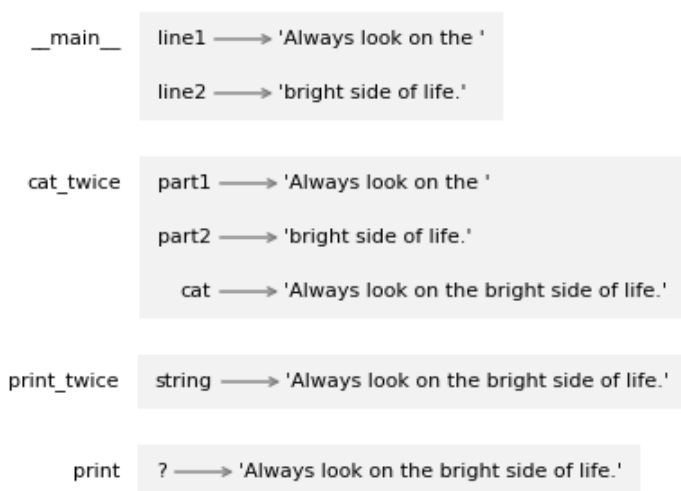 __main__ line1 'Always look on the '
line2 'bright side of life.'
cat_twice part1 'Always look on the '
part2 'bright side of life.'
cat 'Always look on the bright side of life.'
print_twice string 'Always look on the bright side of life.'
print ? 'Always look on the bright side of life.'